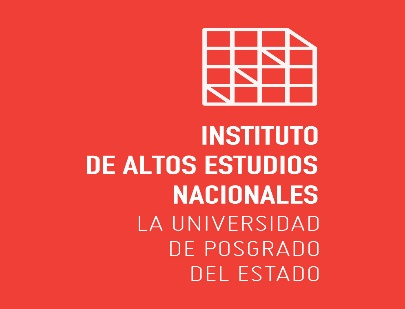 INSTITUTO
DE ALTOS ESTUDIOS
NACIONALES
LA UNIVERSIDAD
DE POSGRADO
DEL ESTADO